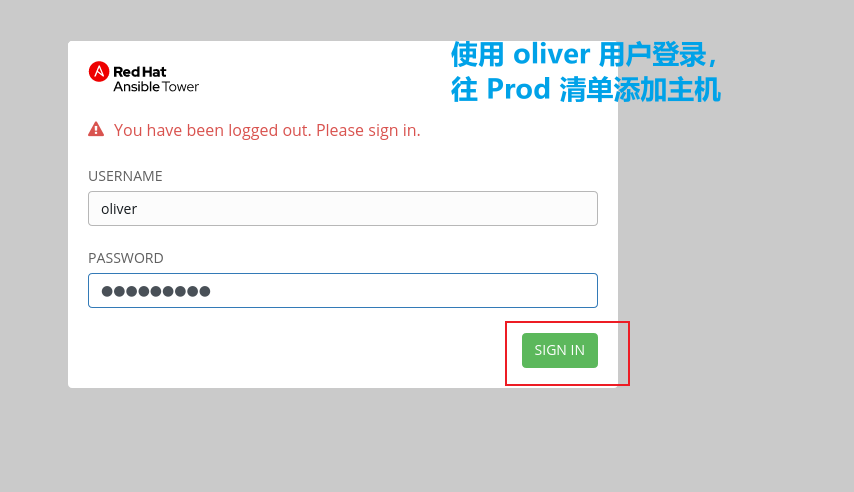 使用 oliver 用户登录，
往 Prod 清单添加主机
Red Hat
Ansible Tower
You have been logged out. Please sign in.
USERNAME
oliver
PASSWORD
●●●●●●●●●
SIGN IN